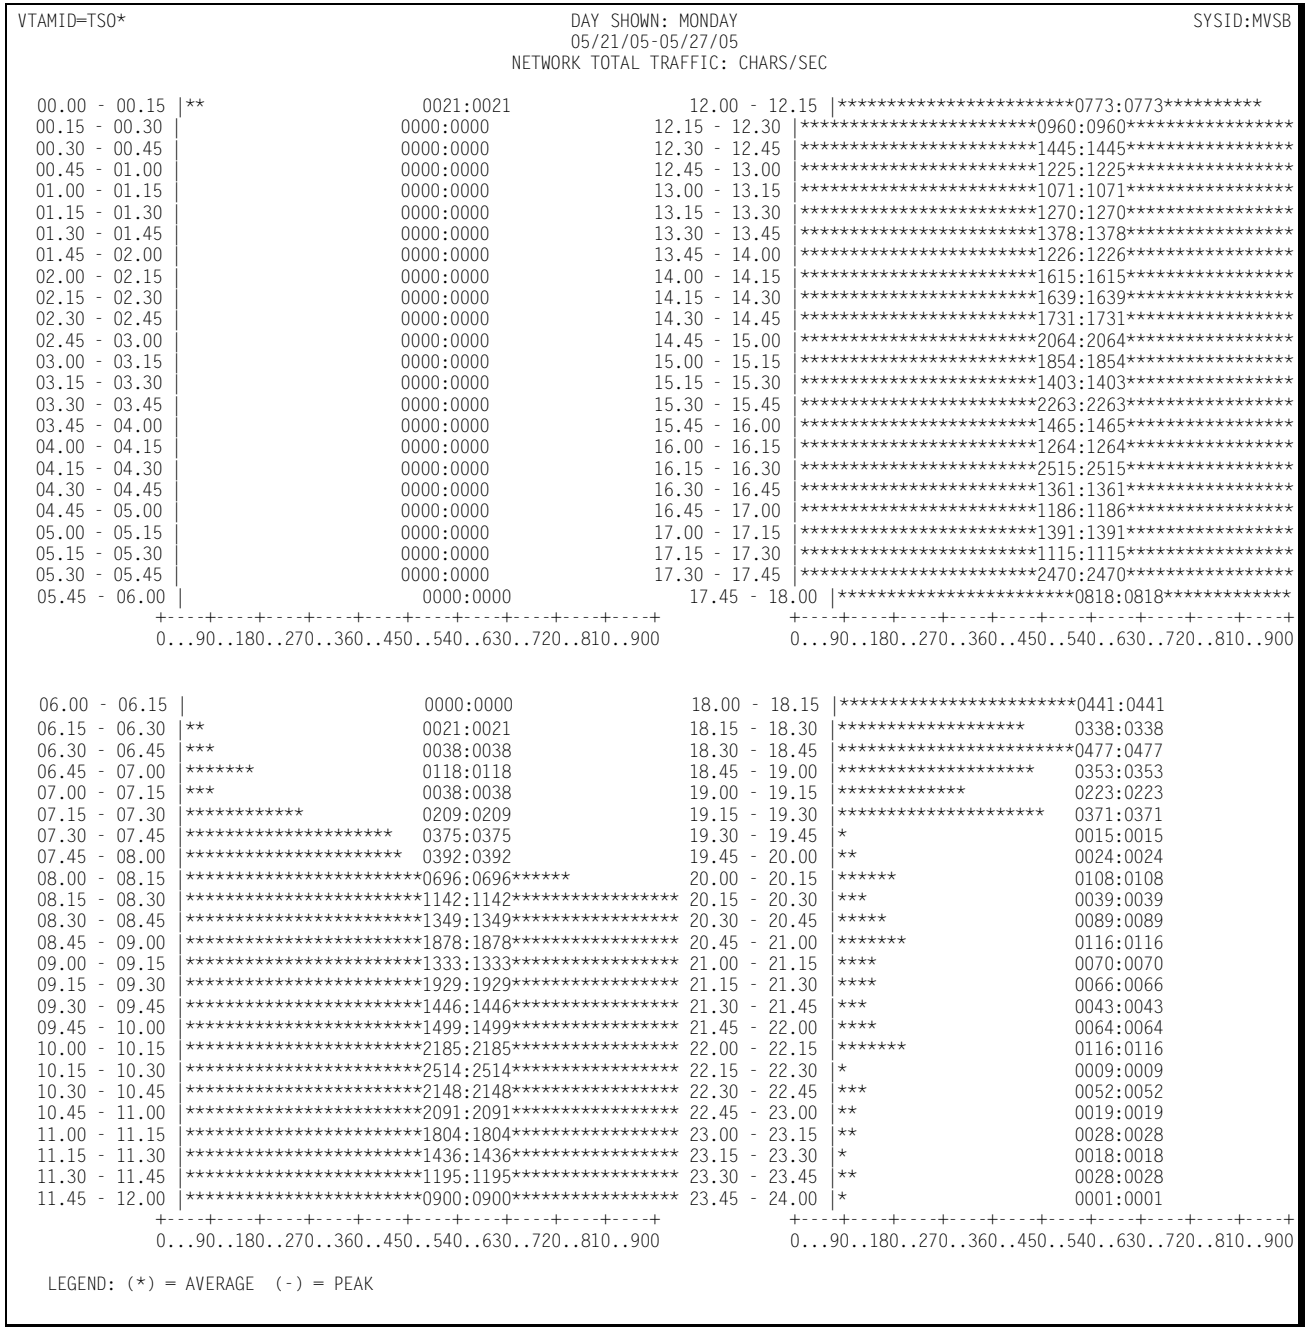 VTAMID=TSO* DAY SHOWN: MONDAY SYSID:MVSB
05/21/05-05/27/05
NETWORK TOTAL TRAFFIC: CHARS/SEC
00.00 - 00.15 |** 0021:0021 12.00 - 12.15 |************************0773:0773**********
00.15 - 00.30 | 0000:0000 12.15 - 12.30 |************************0960:0960*****************
00.30 - 00.45 | 0000:0000 12.30 - 12.45 |************************1445:1445*****************
00.45 - 01.00 | 0000:0000 12.45 - 13.00 |************************1225:1225*****************
01.00 - 01.15 | 0000:0000 13.00 - 13.15 |************************1071:1071*****************
01.15 - 01.30 | 0000:0000 13.15 - 13.30 |************************1270:1270*****************
01.30 - 01.45 | 0000:0000 13.30 - 13.45 |************************1378:1378*****************
01.45 - 02.00 | 0000:0000 13.45 - 14.00 |************************1226:1226*****************
02.00 - 02.15 | 0000:0000 14.00 - 14.15 |************************1615:1615*****************
02.15 - 02.30 | 0000:0000 14.15 - 14.30 |************************1639:1639*****************
02.30 - 02.45 | 0000:0000 14.30 - 14.45 |************************1731:1731*****************
02.45 - 03.00 | 0000:0000 14.45 - 15.00 |************************2064:2064*****************
03.00 - 03.15 | 0000:0000 15.00 - 15.15 |************************1854:1854*****************
03.15 - 03.30 | 0000:0000 15.15 - 15.30 |************************1403:1403*****************
03.30 - 03.45 | 0000:0000 15.30 - 15.45 |************************2263:2263*****************
03.45 - 04.00 | 0000:0000 15.45 - 16.00 |************************1465:1465*****************
04.00 - 04.15 | 0000:0000 16.00 - 16.15 |************************1264:1264*****************
04.15 - 04.30 | 0000:0000 16.15 - 16.30 |************************2515:2515*****************
04.30 - 04.45 | 0000:0000 16.30 - 16.45 |************************1361:1361*****************
04.45 - 05.00 | 0000:0000 16.45 - 17.00 |************************1186:1186*****************
05.00 - 05.15 | 0000:0000 17.00 - 17.15 |************************1391:1391*****************
05.15 - 05.30 | 0000:0000 17.15 - 17.30 |************************1115:1115*****************
05.30 - 05.45 | 0000:0000 17.30 - 17.45 |************************2470:2470*****************
05.45 - 06.00 | 0000:0000 17.45 - 18.00 |************************0818:0818*************
+----+----+----+----+----+----+----+----+----+----+ +----+----+----+----+----+----+----+----+----+----+
0...90..180..270..360..450..540..630..720..810..900 0...90..180..270..360..450..540..630..720..810..900
06.00 - 06.15 | 0000:0000 18.00 - 18.15 |************************0441:0441
06.15 - 06.30 |** 0021:0021 18.15 - 18.30 |******************* 0338:0338
06.30 - 06.45 |*** 0038:0038 18.30 - 18.45 |************************0477:0477
06.45 - 07.00 |******* 0118:0118 18.45 - 19.00 |******************** 0353:0353
07.00 - 07.15 |*** 0038:0038 19.00 - 19.15 |************* 0223:0223
07.15 - 07.30 |************ 0209:0209 19.15 - 19.30 |********************* 0371:0371
07.30 - 07.45 |********************* 0375:0375 19.30 - 19.45 |* 0015:0015
07.45 - 08.00 |********************** 0392:0392 19.45 - 20.00 |** 0024:0024
08.00 - 08.15 |************************0696:0696****** 20.00 - 20.15 |****** 0108:0108
08.15 - 08.30 |************************1142:1142***************** 20.15 - 20.30 |*** 0039:0039
08.30 - 08.45 |************************1349:1349***************** 20.30 - 20.45 |***** 0089:0089
08.45 - 09.00 |************************1878:1878***************** 20.45 - 21.00 |******* 0116:0116
09.00 - 09.15 |************************1333:1333***************** 21.00 - 21.15 |**** 0070:0070
09.15 - 09.30 |************************1929:1929***************** 21.15 - 21.30 |**** 0066:0066
09.30 - 09.45 |************************1446:1446***************** 21.30 - 21.45 |*** 0043:0043
09.45 - 10.00 |************************1499:1499***************** 21.45 - 22.00 |**** 0064:0064
10.00 - 10.15 |************************2185:2185***************** 22.00 - 22.15 |******* 0116:0116
10.15 - 10.30 |************************2514:2514***************** 22.15 - 22.30 |* 0009:0009
10.30 - 10.45 |************************2148:2148***************** 22.30 - 22.45 |*** 0052:0052
10.45 - 11.00 |************************2091:2091***************** 22.45 - 23.00 |** 0019:0019
11.00 - 11.15 |************************1804:1804***************** 23.00 - 23.15 |** 0028:0028
11.15 - 11.30 |************************1436:1436***************** 23.15 - 23.30 |* 0018:0018
11.30 - 11.45 |************************1195:1195***************** 23.30 - 23.45 |** 0028:0028
11.45 - 12.00 |************************0900:0900***************** 23.45 - 24.00 |* 0001:0001
+----+----+----+----+----+----+----+----+----+----+ +----+----+----+----+----+----+----+----+----+----+
0...90..180..270..360..450..540..630..720..810..900 0...90..180..270..360..450..540..630..720..810..900
LEGEND: (*) = AVERAGE (-) = PEAK